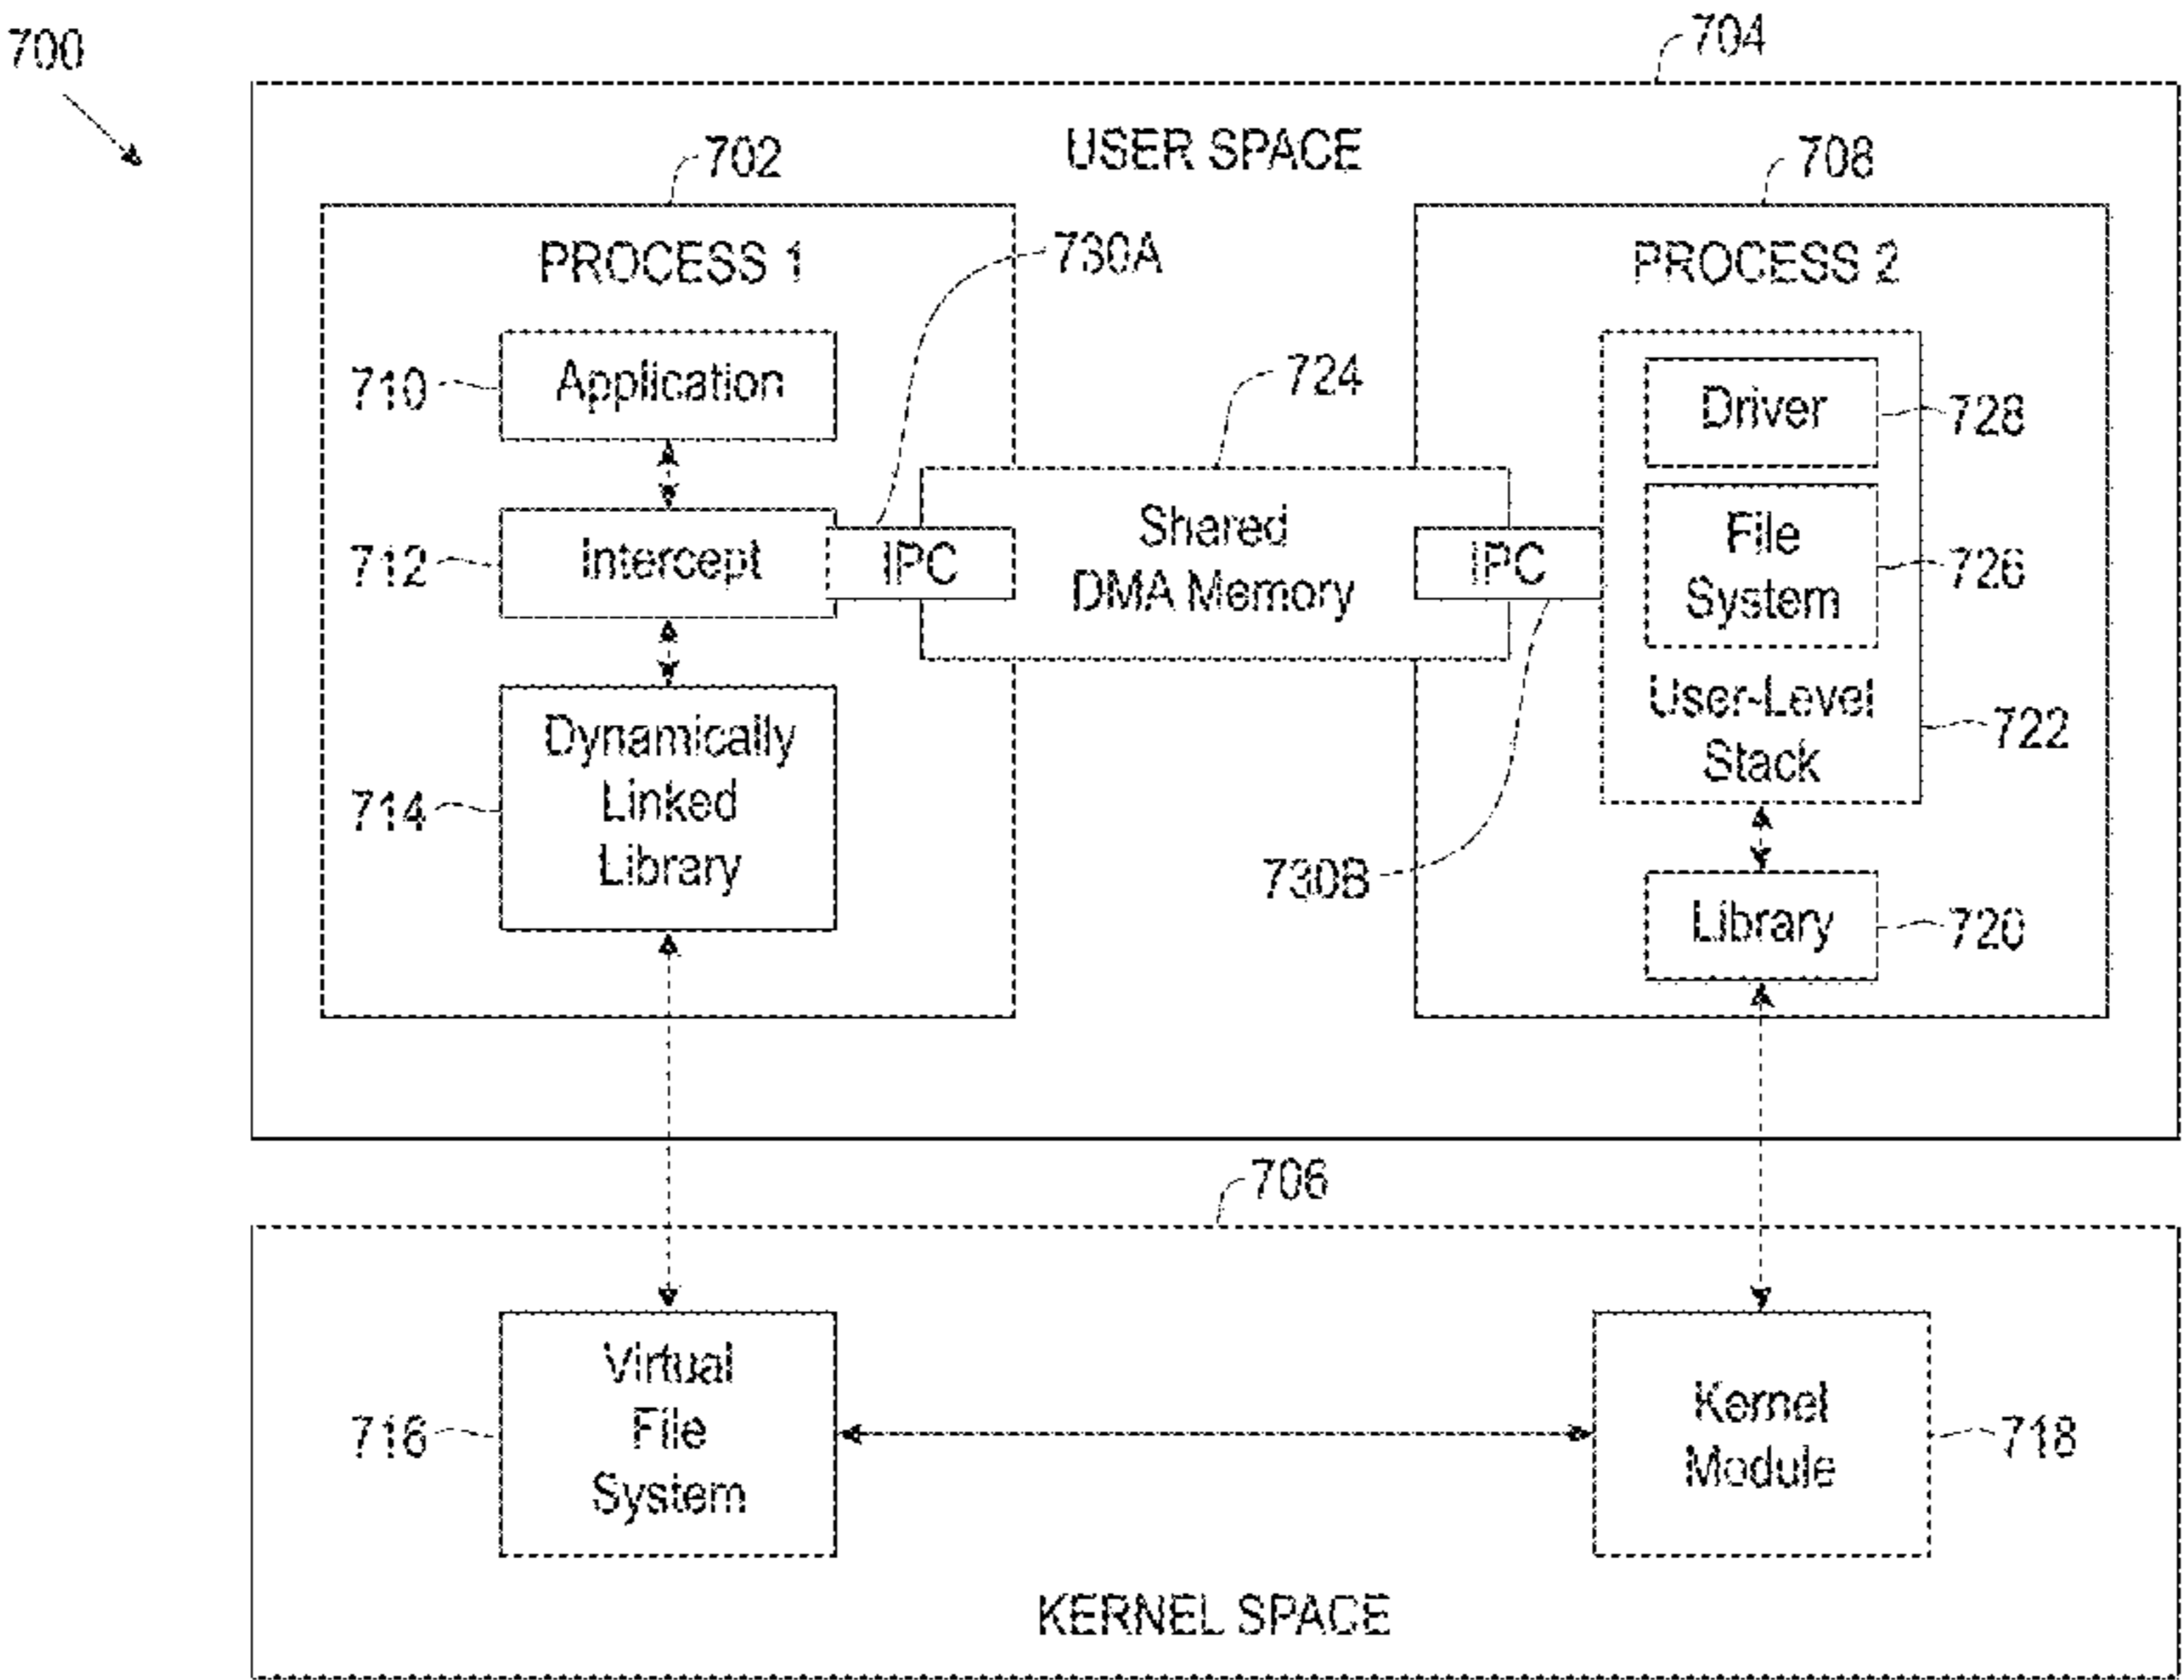 700
704
USER SPACE
702
708
PROCESS 1
730A
PROCESS 2
710
Application
724
Driver
728
712
Intercept
IPC
Shared
DMA Memory
IPC
File
System
726
User-Level
Stack
722
714
Dynamically
Linked
Library
730B
Library
720
706
716
Virtual
File
System
Kernel
Module
718
KERNEL SPACE